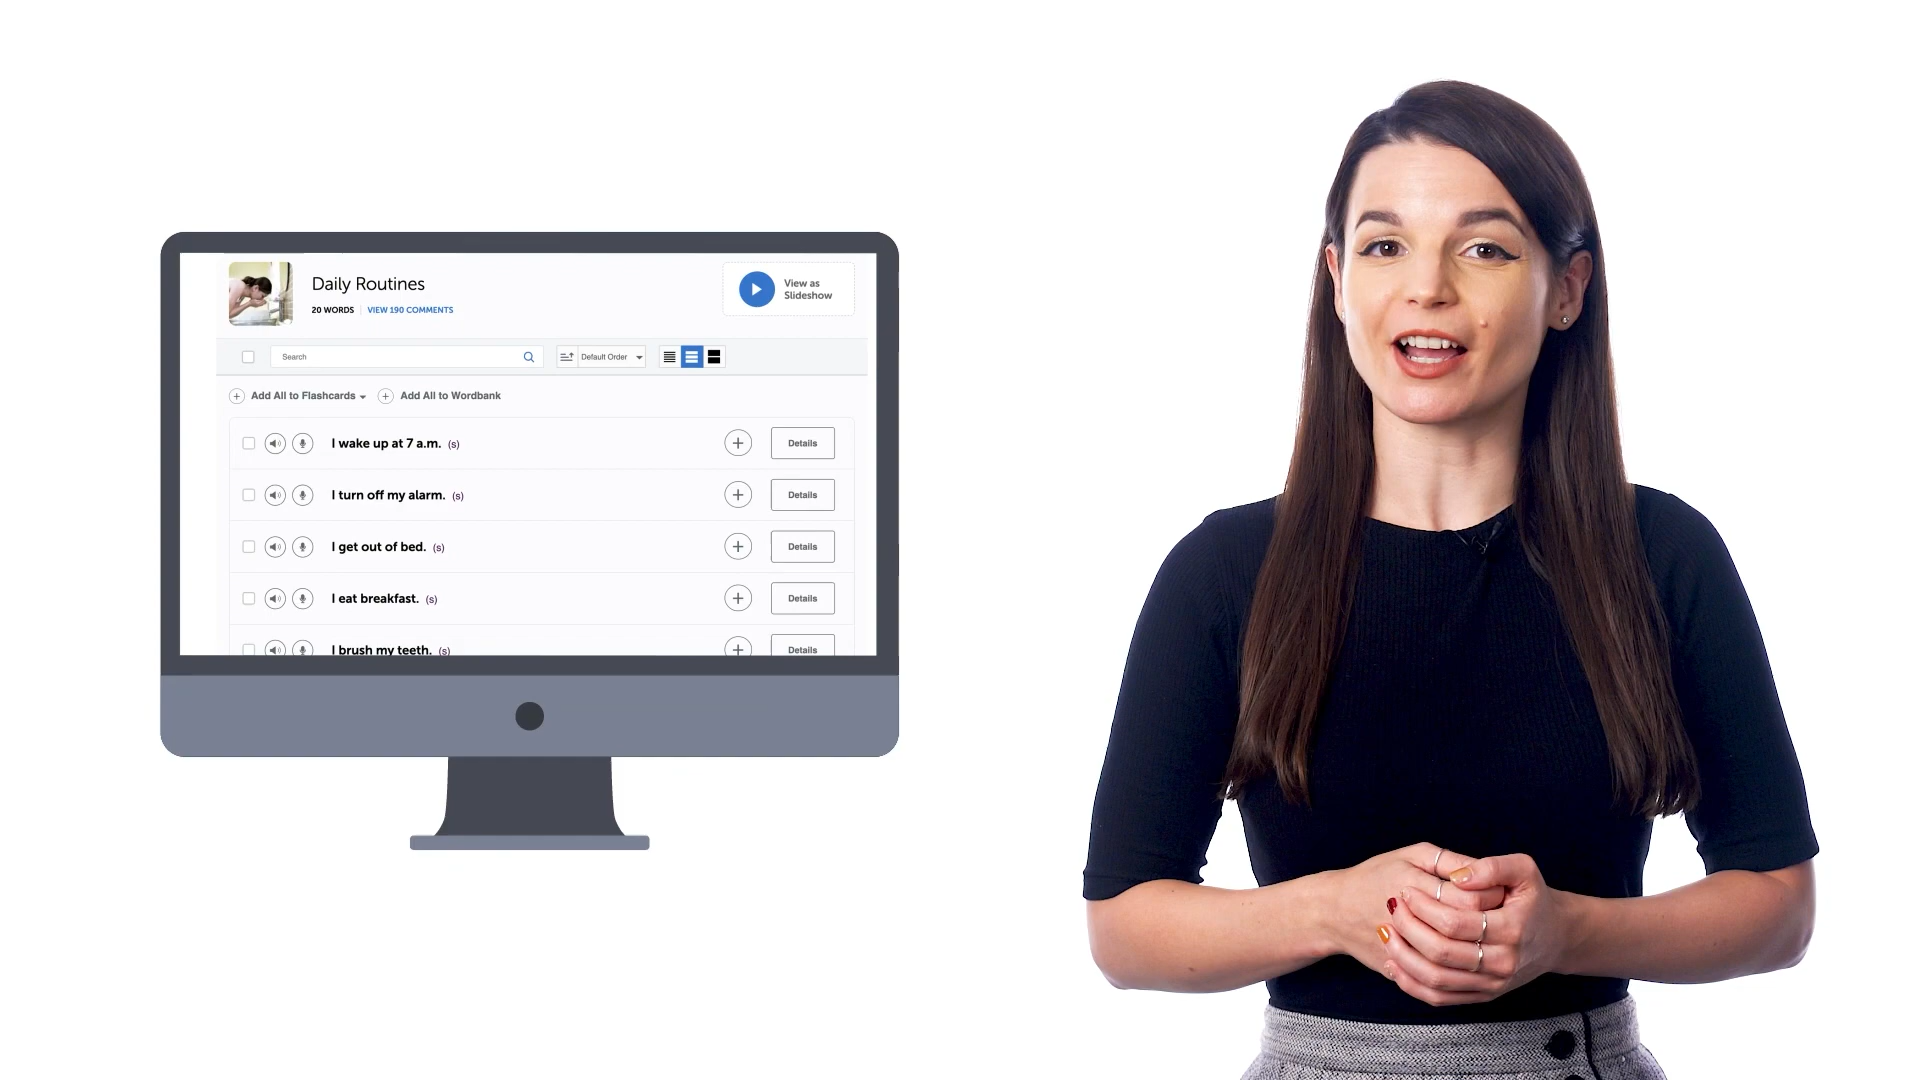 Daily Routines
20 WORDS | VIEW 190 COMMENTS
View as
Slideshow
Search
Default Order
Add All to Flashcards
Add All to Wordbank
I wake up at 7 a.m. (s)
Details
I turn off my alarm. (s)
Details
I get out of bed. (s)
Details
I eat breakfast. (s)
Details
I brush my teeth. (s)
Details